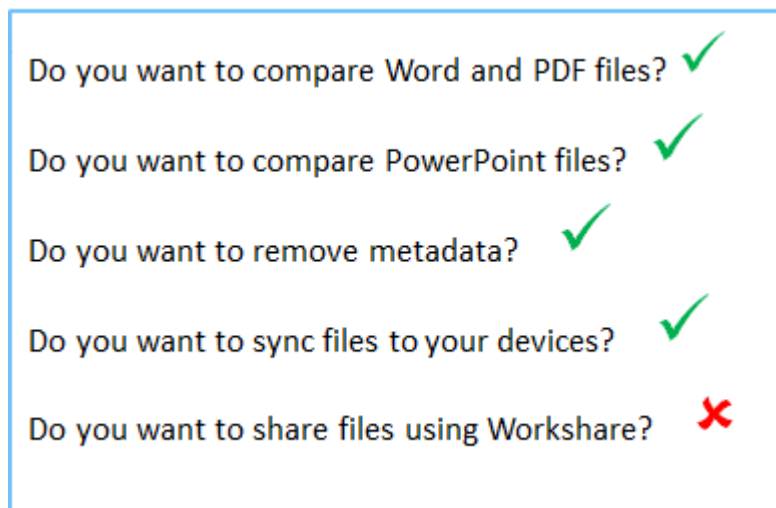 Do you want to compare Word and PDF files?
Do you want to compare PowerPoint files?
Do you want to remove metadata?
Do you want to sync files to your devices?
Do you want to share files using Workshare?